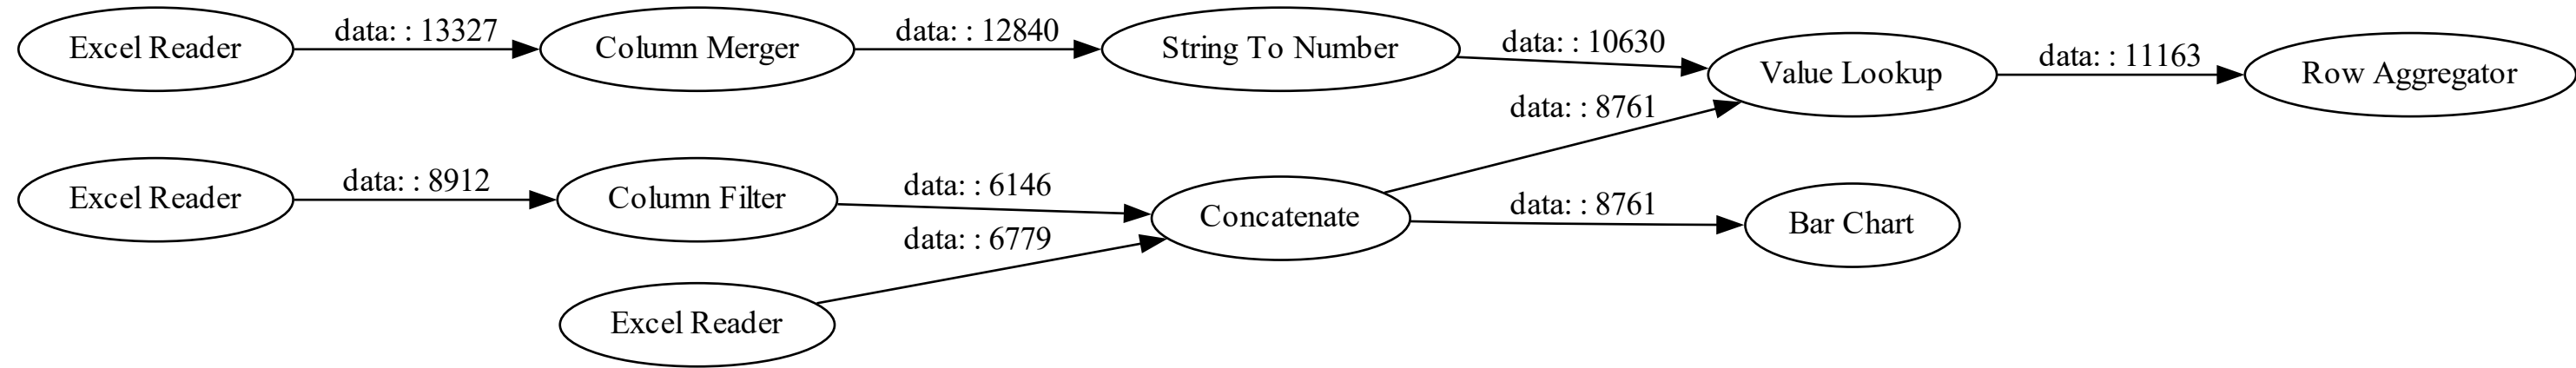 Excel Reader
data: : 13327
Column Merger
data: : 12840
String To Number
data: : 10630
Value Lookup
data: : 11163
Row Aggregator
data: : 8761
Excel Reader
data: : 8912
Column Filter
data: : 6146
Concatenate
data: : 8761
Bar Chart
data: : 6779
Excel Reader